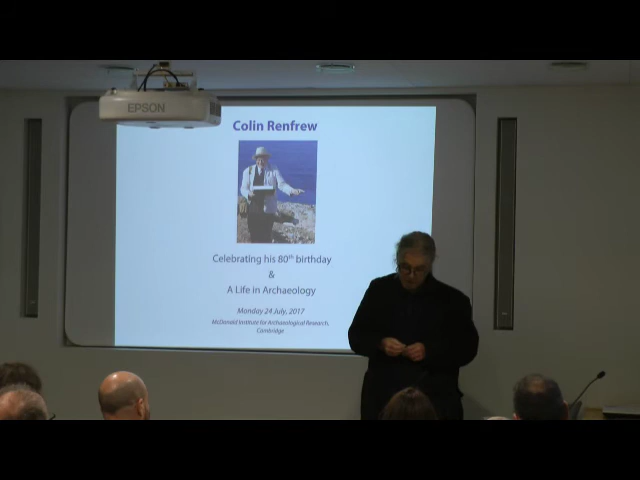 EPSON
Colin Renfrew
Celebrating his 80th birthday
&
A Life in Archaeology
Monday 24 July, 2017
McDonald Institute for Archaeological Research,
Cambridge